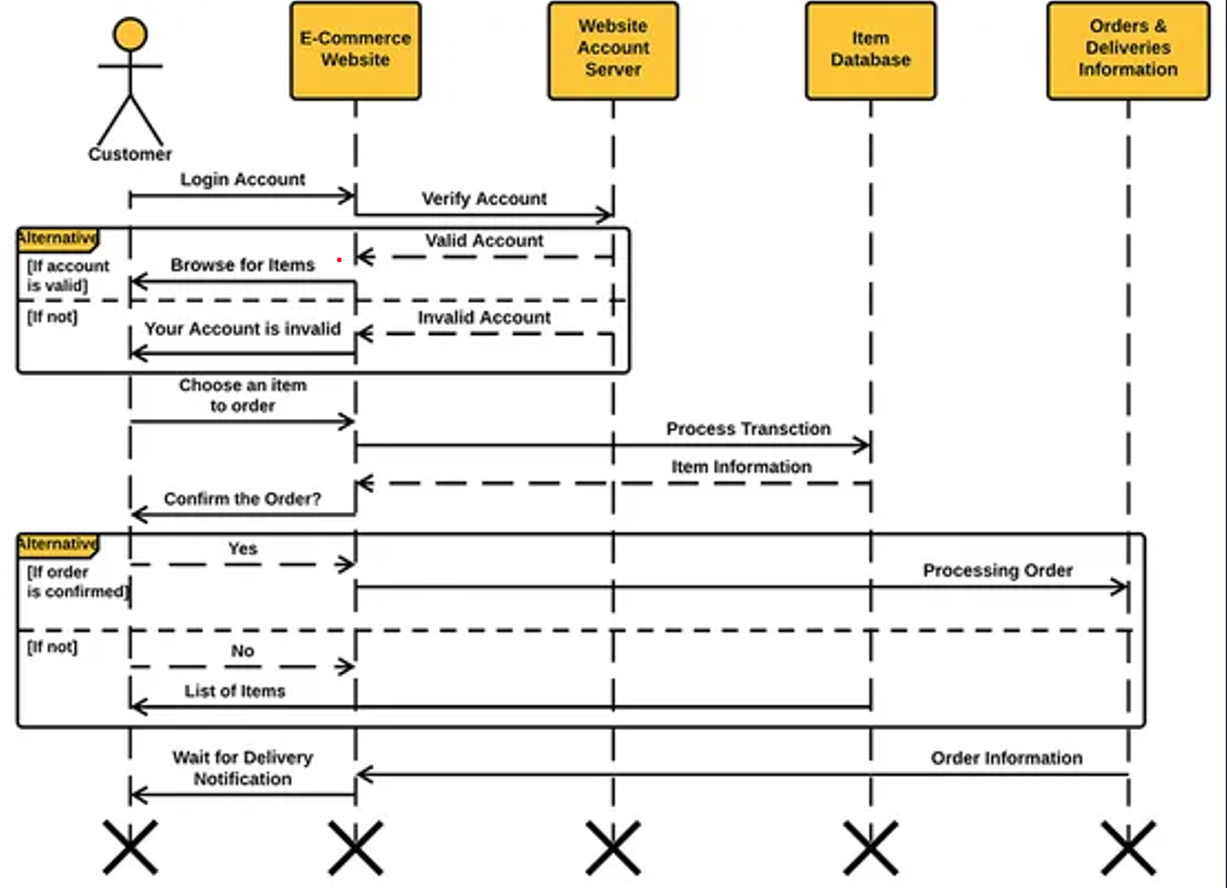 E-Commerce
Website
Website
Account
Server
Item
Database
Orders &
Deliveries
Information
Customer
Login Account
Verify Account
Alternative
Valid Account
[If account
is valid]
Browse for Items
[If not]
Invalid Account
Your Account is invalid
Choose an item
to order
Process Transction
Item Information
Confirm the Order?
Alternative
Yes
[If order
is confirmed]
Processing Order
[If not]
No
List of Items
Wait for Delivery
Notification
Order Information